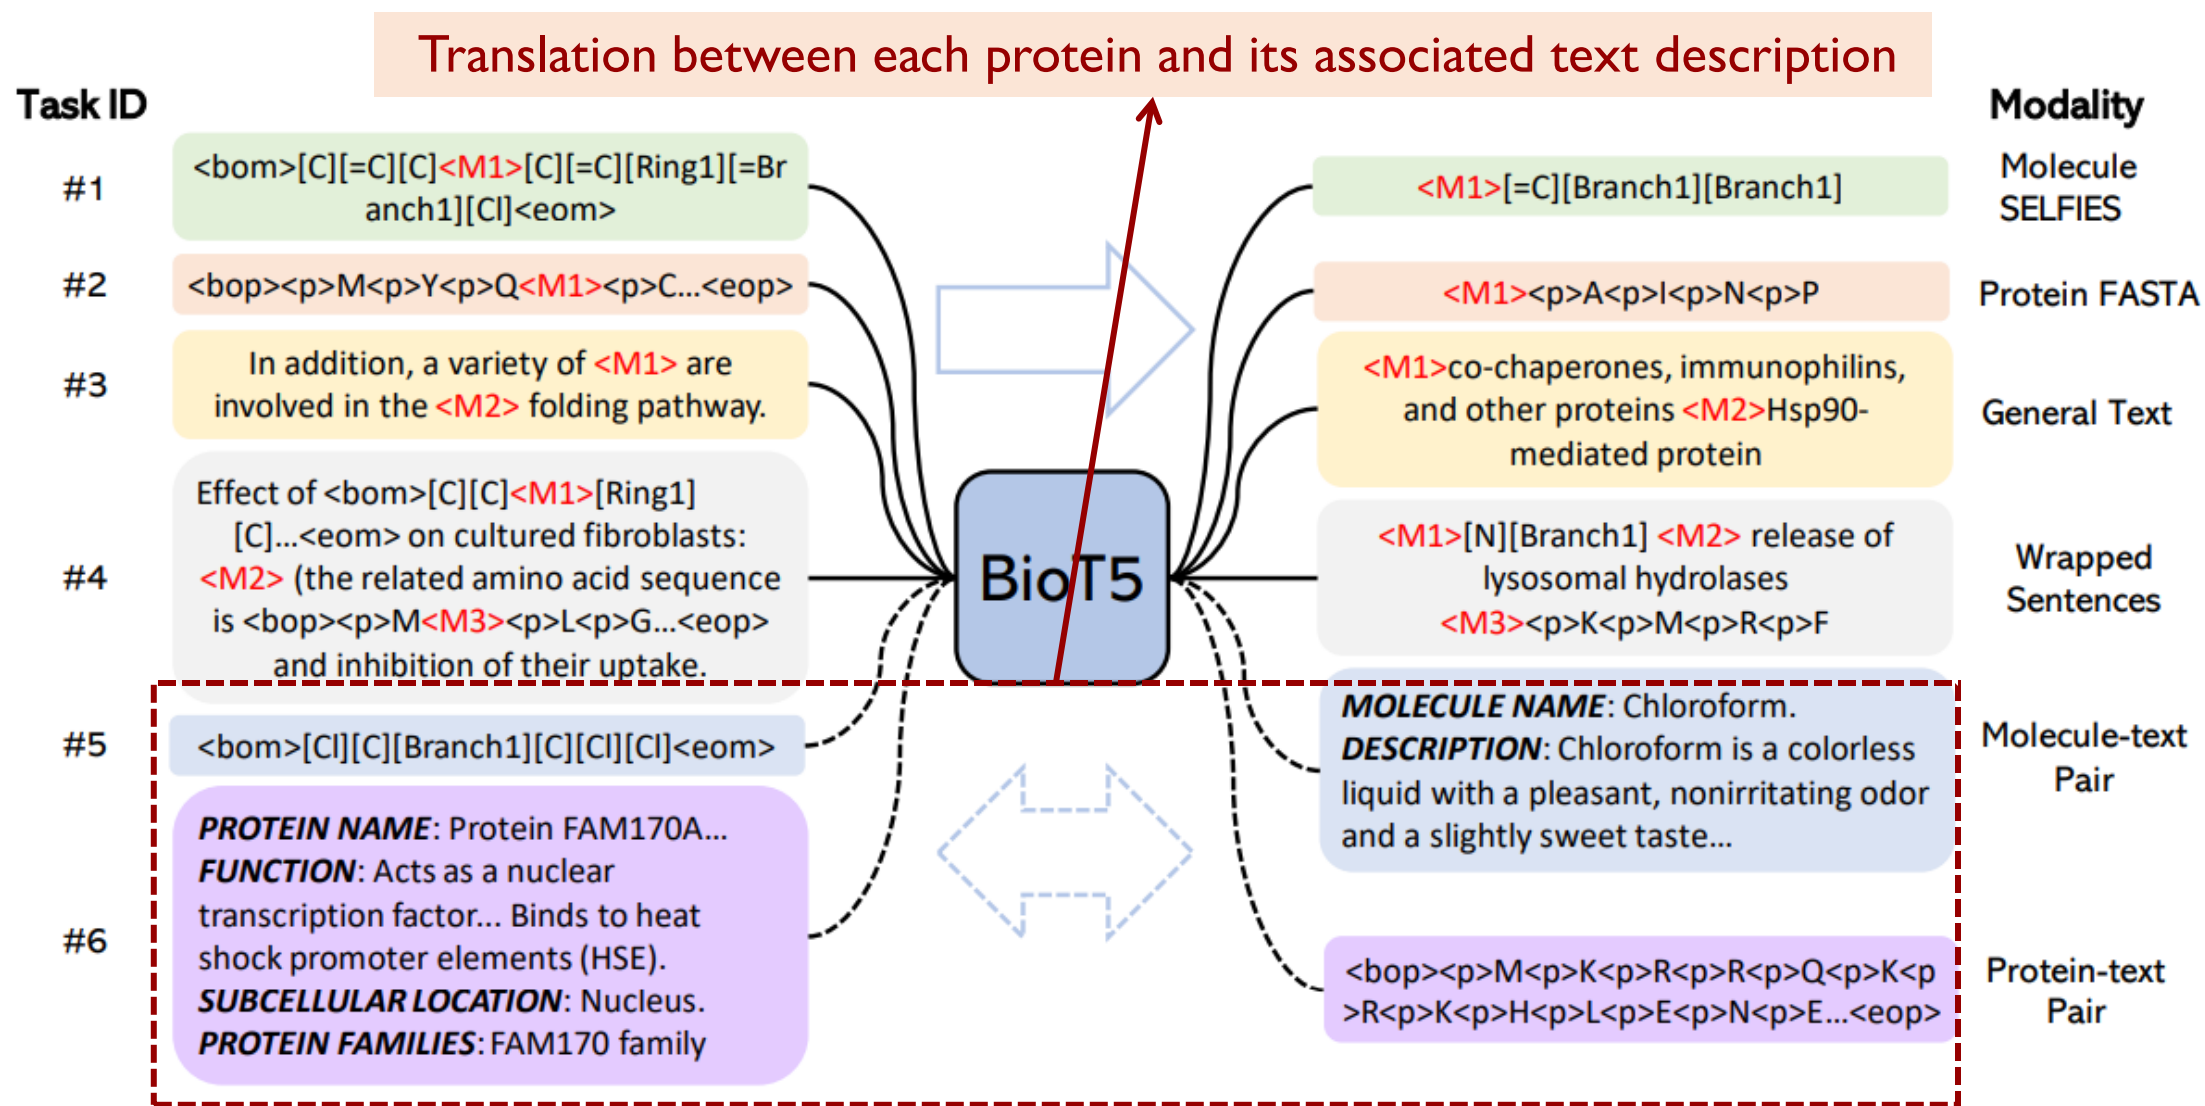 Translation between each protein and its associated text description
Task ID
Modality
#1
<bom>[C][=C][C]<M1>[C][=C][Ring1][=Br
anch1][Cl]<eom>
<M1>[=C][Branch1][Branch1]
Molecule
SELFIES
#2
<bop><p>M<p>Y<p>Q<M1><p>C...<eop>
<M1><p>A<p>I<p>N<p>P
Protein FASTA
#3
In addition, a variety of <M1> are
involved in the <M2> folding pathway.
<M1>co-chaperones, immunophilins,
and other proteins <M2>Hsp90-
mediated protein
General Text
#4
Effect of <bom>[C][C]<M1>[Ring1]
[C]...<eom> on cultured fibroblasts:
<M2> (the related amino acid sequence
is <bop><p>M<M3><p>L<p>G...<eop>
and inhibition of their uptake.
BioT5
<M1>[N][Branch1] <M2> release of
lysosomal hydrolases
<M3><p>K<p>M<p>R<p>F
Wrapped
Sentences
#5
<bom>[Cl][C][Branch1][C][Cl][Cl]<eom>
MOLECULE NAME: Chloroform.
DESCRIPTION: Chloroform is a colorless
liquid with a pleasant, nonirritating odor
and a slightly sweet taste...
Molecule-text
Pair
#6
PROTEIN NAME: Protein FAM170A...
FUNCTION: Acts as a nuclear
transcription factor... Binds to heat
shock promoter elements (HSE).
SUBCELLULAR LOCATION: Nucleus.
PROTEIN FAMILIES: FAM170 family
<bop><p>M<p>K<p>R<p>R<p>Q<p>K<p
>R<p>K<p>H<p>L<p>E<p>N<p>E...<eop>
Protein-text
Pair